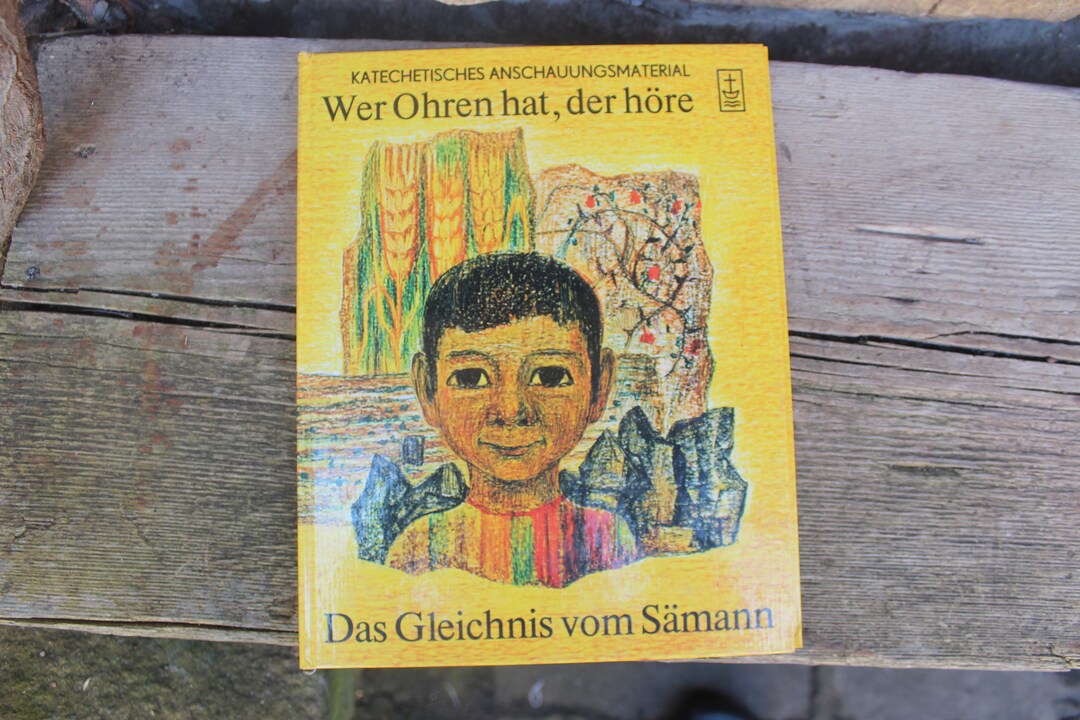 KATECHETISCHES ANSCHAUUNGSMATERIAL
Wer Ohren hat, der höre
Das Gleichnis vom Sämann